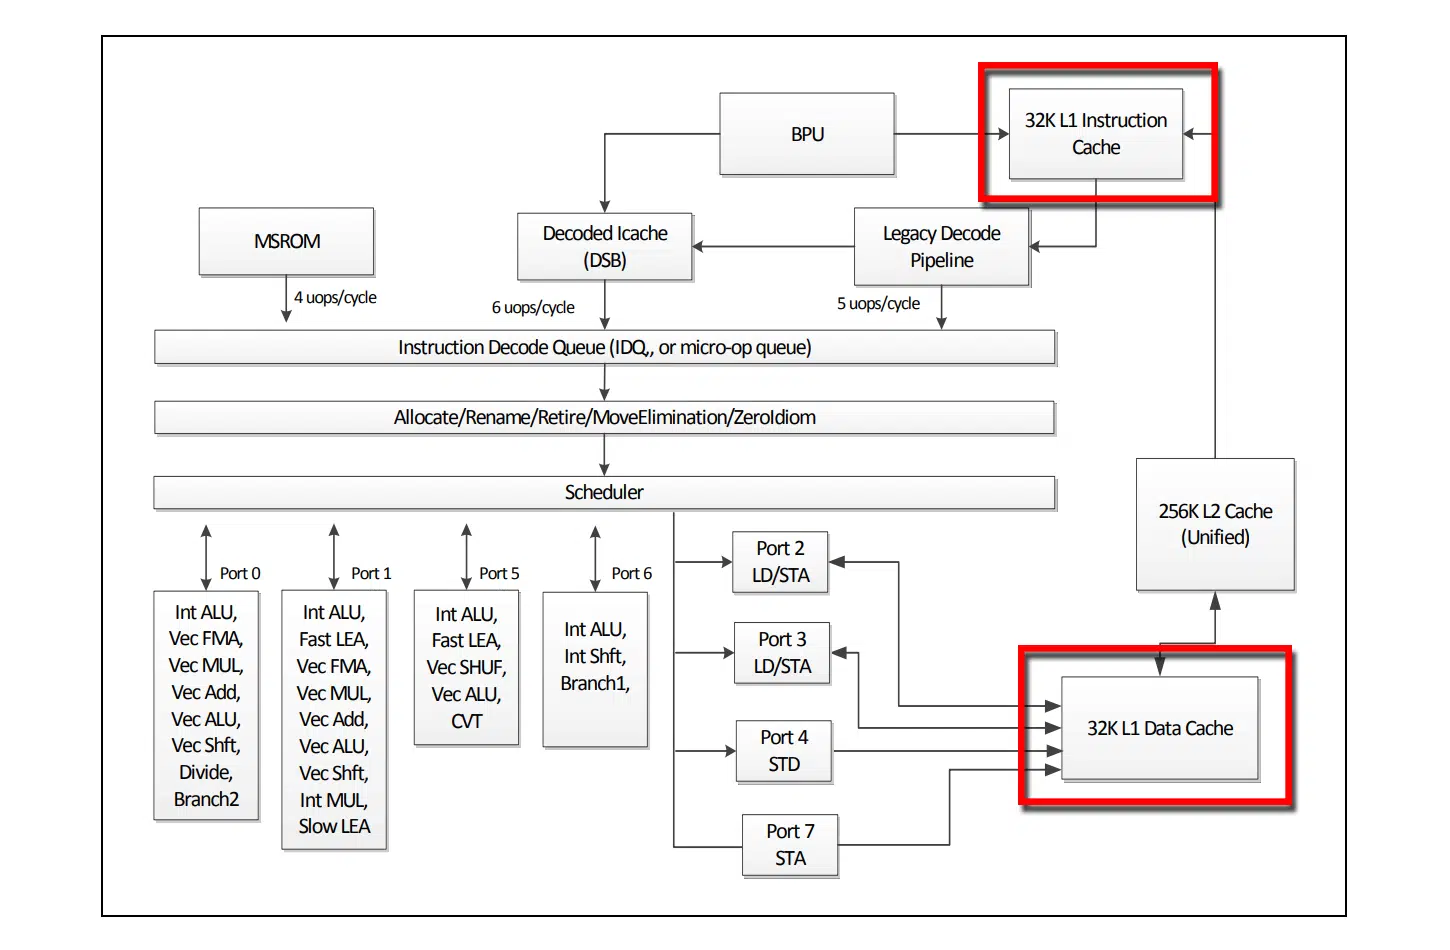 32K L1 Instruction
Cache
BPU
MSROM
Decoded Icache
(DSB)
Legacy Decode
Pipeline
4 uops/cycle
6 uops/cycle
5 uops/cycle
Instruction Decode Queue (IDQ,, or micro-op queue)
Allocate/Rename/Retire/MoveElimination/ZeroIdiom
Scheduler
256K L2 Cache
(Unified)
Port 0
Int ALU,
Vec FMA,
Vec MUL,
Vec Add,
Vec ALU,
Vec Shft,
Divide,
Branch2
Port 1
Int ALU,
Fast LEA,
Vec FMA,
Vec MUL,
Vec Add,
Vec ALU,
Vec Shft,
Int MUL,
Slow LEA
Port 5
Int ALU,
Fast LEA,
Vec SHUF,
Vec ALU,
CVT
Port 6
Int ALU,
Int Shft,
Branch1,
Port 2
LD/STA
Port 3
LD/STA
Port 4
STD
Port 7
STA
32K L1 Data Cache